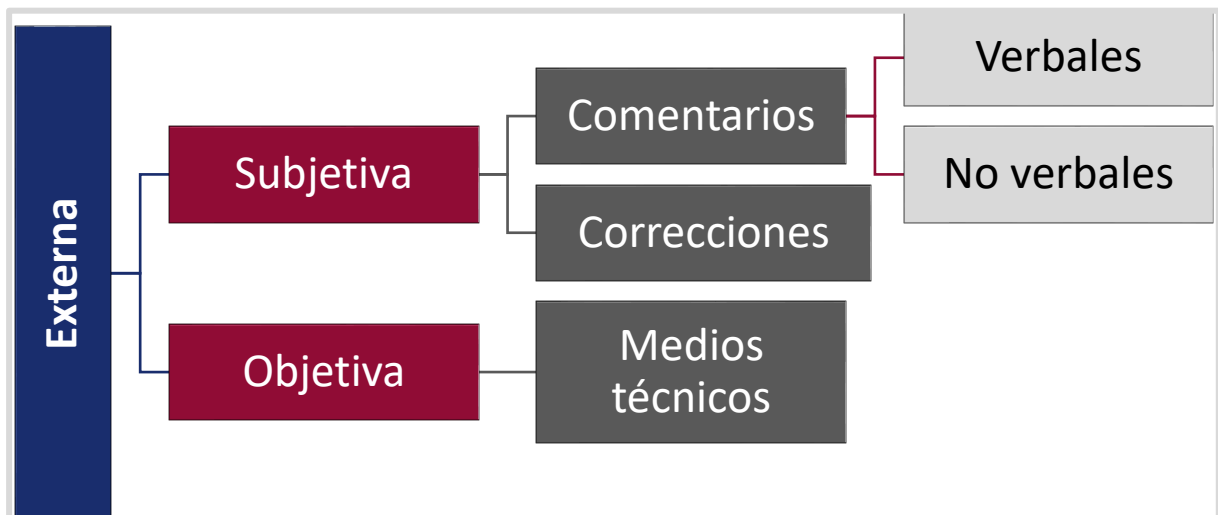 Externa
Subjetiva
Comentarios
Verbales
No verbales
Correcciones
Objetiva
Medios
técnicos